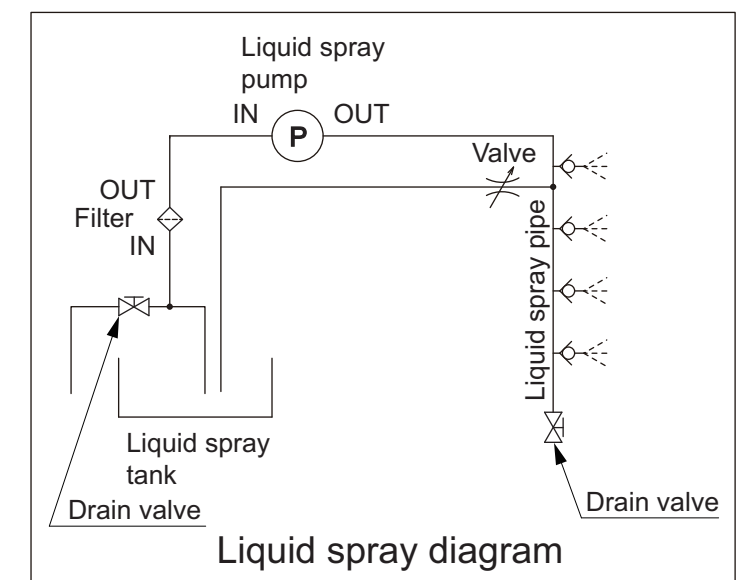 Liquid spray
pump
IN
OUT
P
Valve
OUT
Filter
IN
Liquid spray pipe
Liquid spray
tank
Drain valve
Drain valve
Liquid spray diagram